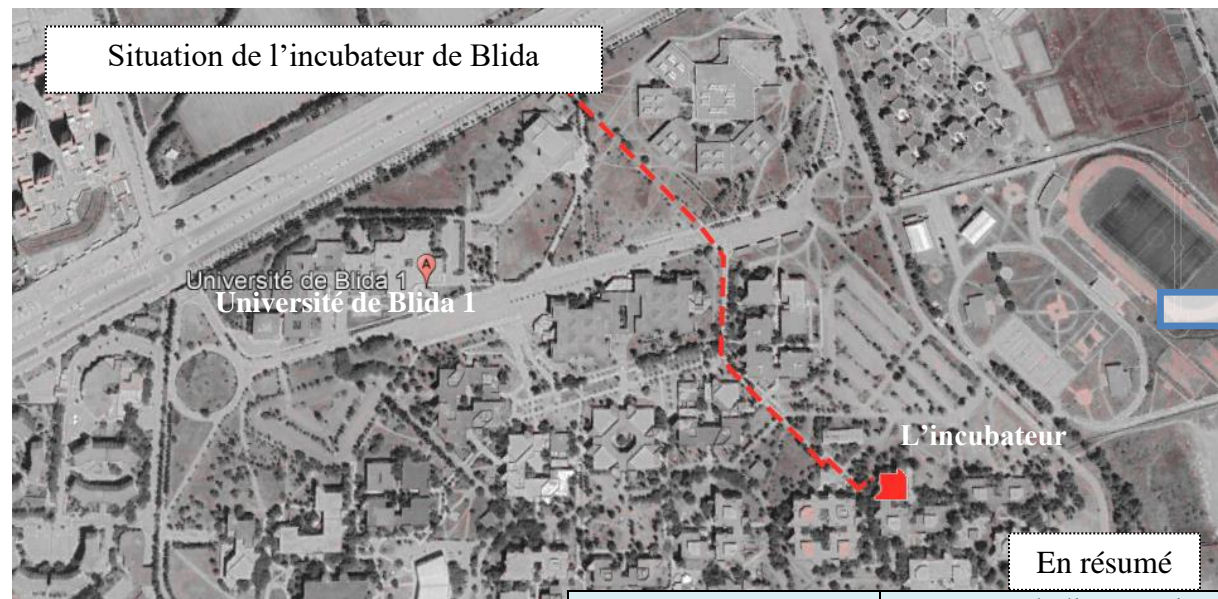 Situation de l’incubateur de Blida
Université de Blida 1
A
Université de Blida 1
L’incubateur
En résumé